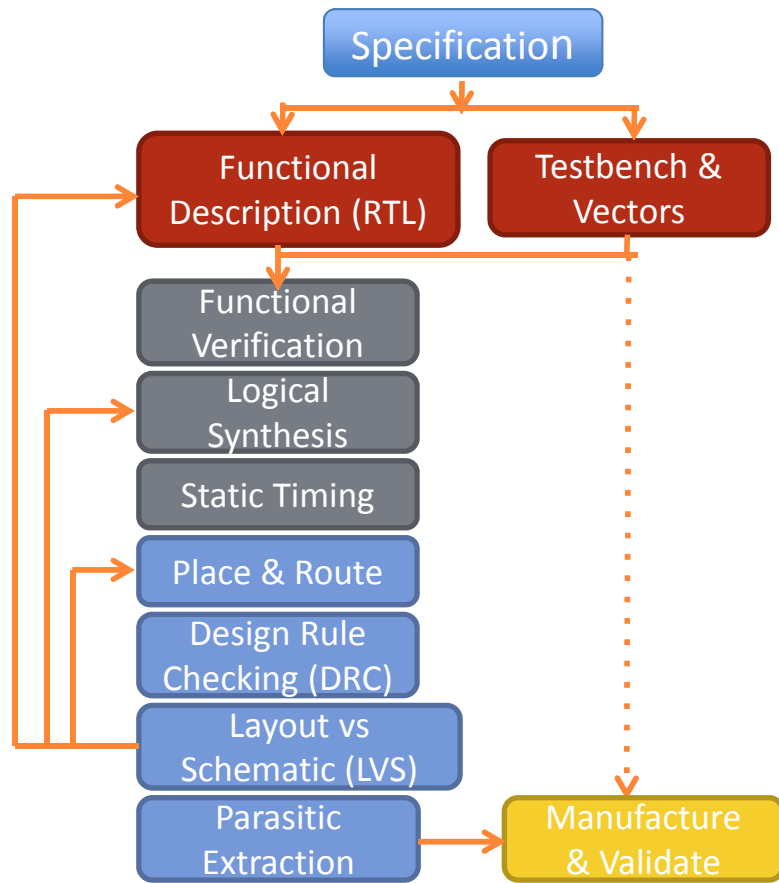 Specification
Functional
Description (RTL)
Testbench &
Vectors
Functional
Verification
Logical
Synthesis
Static Timing
Place & Route
Design Rule
Checking (DRC)
Layout vs
Schematic (LVS)
Parasitic
Extraction
Manufacture
& Validate